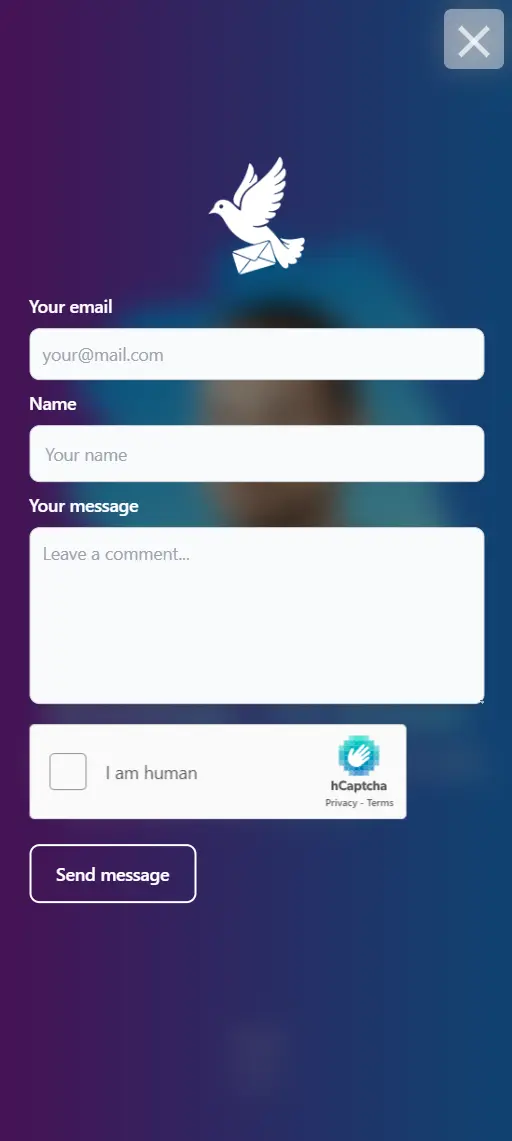 Your email
your@mail.com
Name
Your name
Your message
Leave a comment...
I am human
hCaptcha
Privacy - Terms
Send message